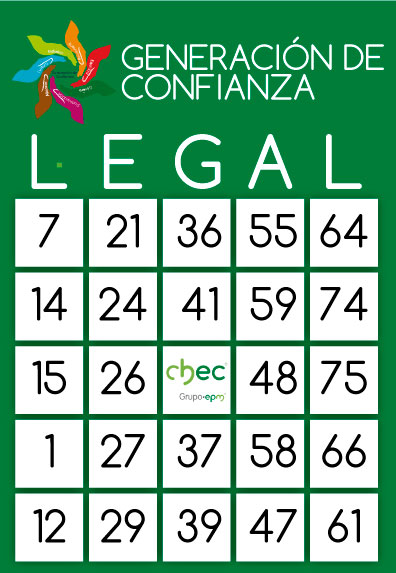 GENERACIÓN DE
CONFIANZA
L E G A L
7 21 36 55 64
14 24 41 59 74
15 26 chec 48 75
Grupo·epm
1 27 37 58 66
12 29 39 47 61